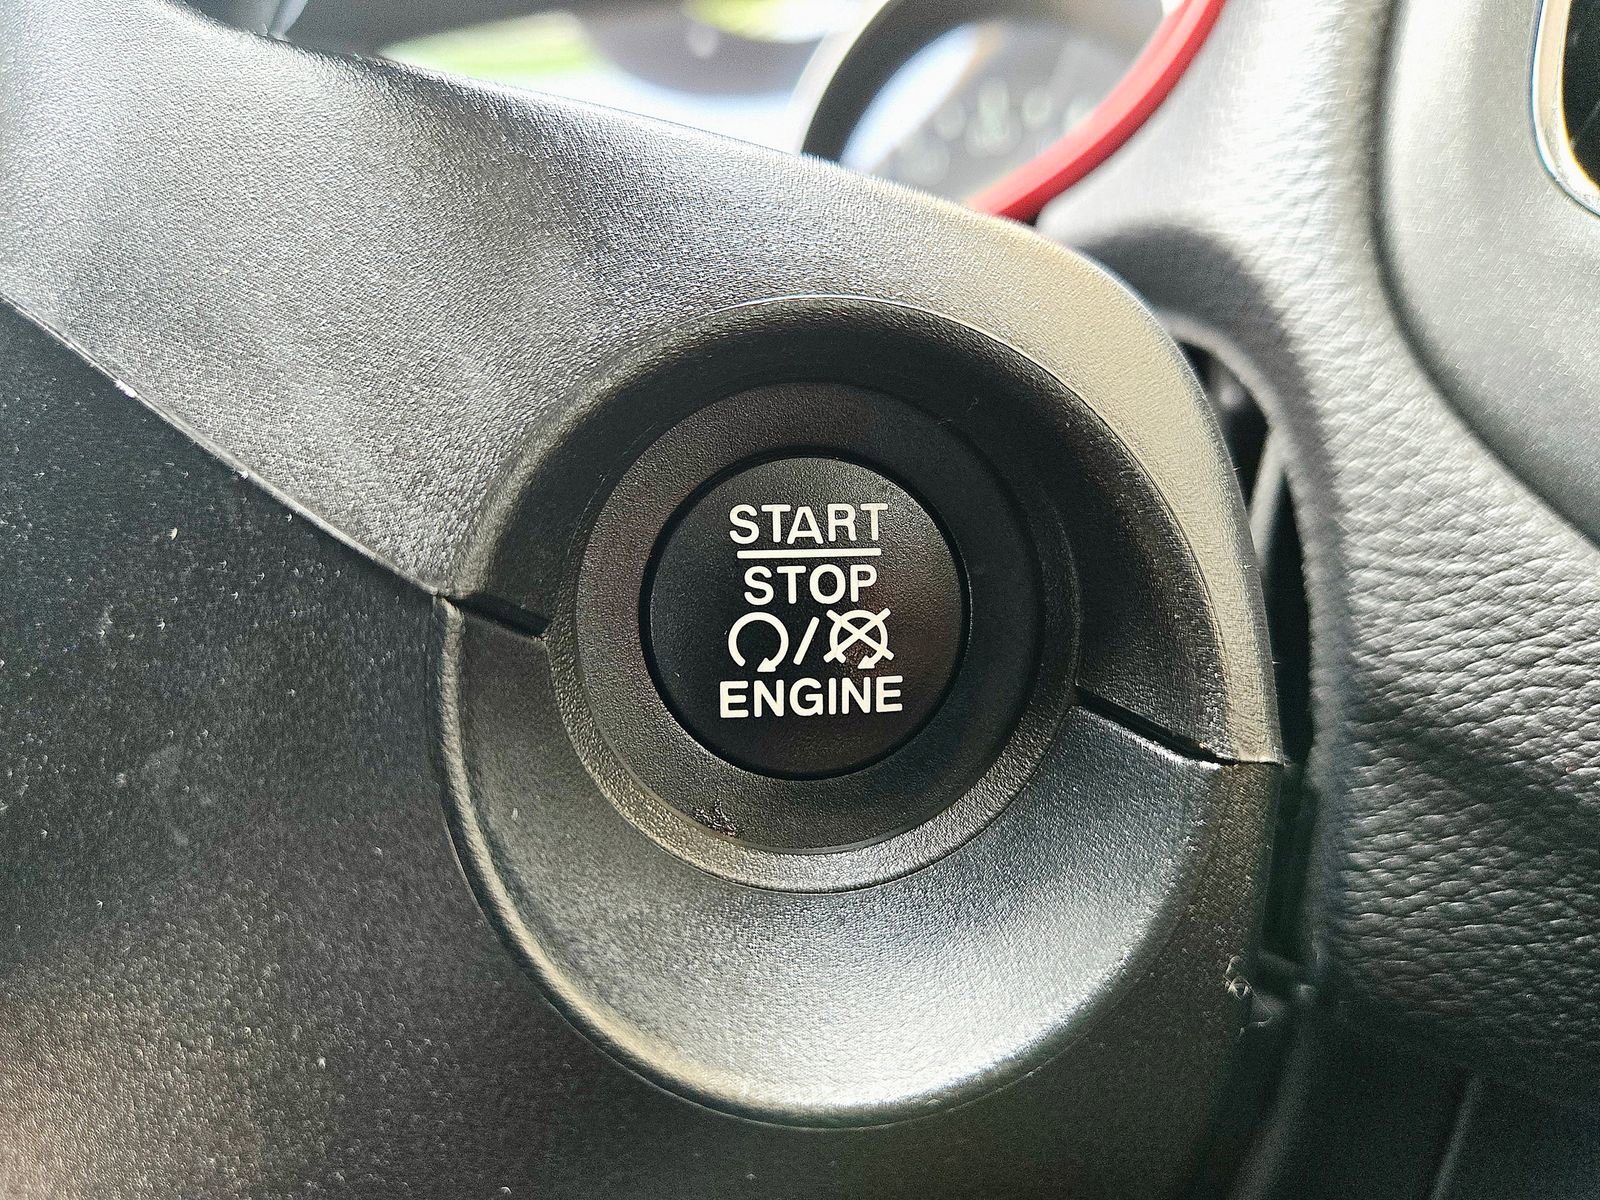 START
STOP
/
ENGINE